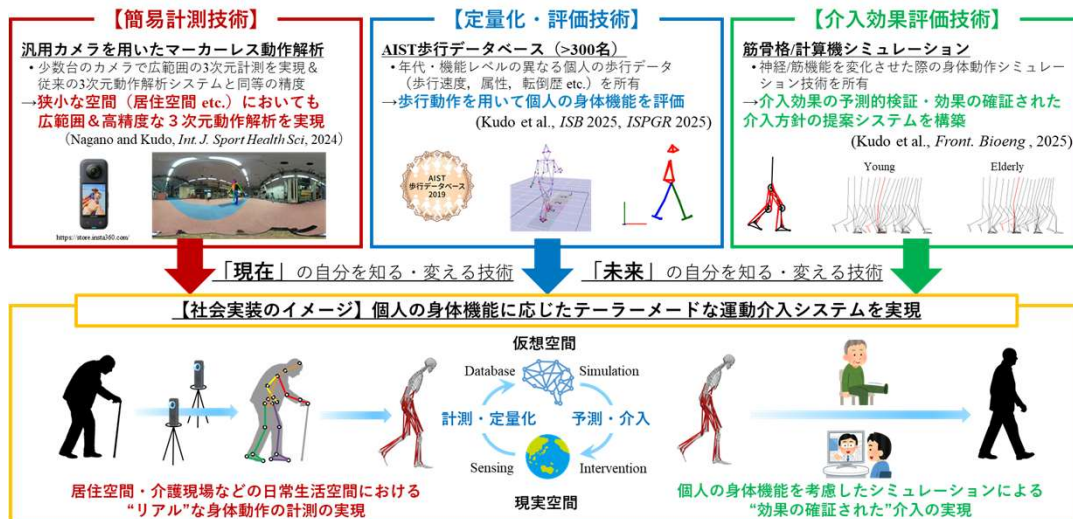 【簡易計測技術】
汎用カメラを用いたマーカーレス動作解析
・少数台のカメラで広範囲の3次元計測を実現＆
従来の3次元動作解析システムと同等の精度
→狭小な空間（居住空間 etc.）においても
広範囲＆高精度な３次元動作解析を実現
（Nagano and Kudo, Int. J. Sport Health Sci, 2024）
https://store.insta360.com/
【定量化・評価技術】
AIST歩行データベース（>300名）
・年代・機能レベルの異なる個人の歩行データ
（歩行速度，属性，転倒歴 etc.）を所有
→歩行動作を用いて個人の身体機能を評価
(Kudo et al., ISB 2025, ISPGR 2025)
AIST
歩行データベース
2019
【介入効果評価技術】
筋骨格/計算機シミュレーション
・神経/筋機能を変化させた際の身体動作シミュレー
ション技術を所有
→介入効果の予測的検証・効果の確証された
介入方針の提案システムを構築
(Kudo et al., Front. Bioeng , 2025)
Young
Elderly
「現在」の自分を知る・変える技術
「未来」の自分を知る・変える技術
【社会実装のイメージ】個人の身体機能に応じたテーラーメードな運動介入システムを実現
仮想空間
Database
Simulation
計測・定量化
予測・介入
Sensing
Intervention
現実空間
居住空間・介護現場などの日常生活空間における
“リアル”な身体動作の計測の実現
個人の身体機能を考慮したシミュレーションによる
“効果の確証された”介入の実現